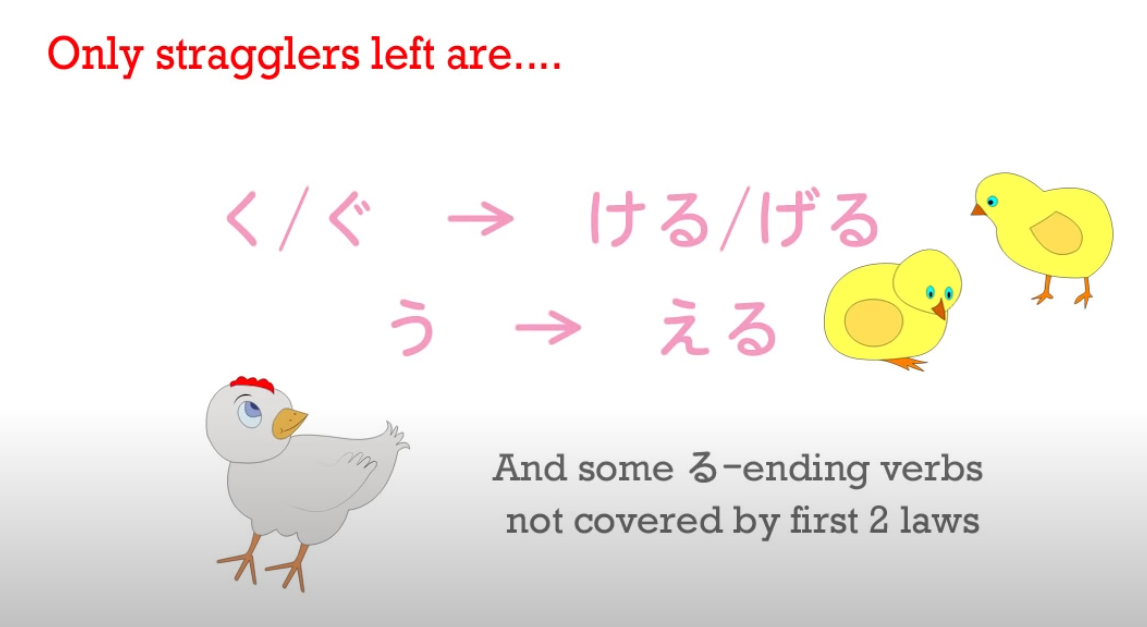 Only stragglers left are....
く/ぐ → ける/げる
う → える
And some る-ending verbs
not covered by first 2 laws